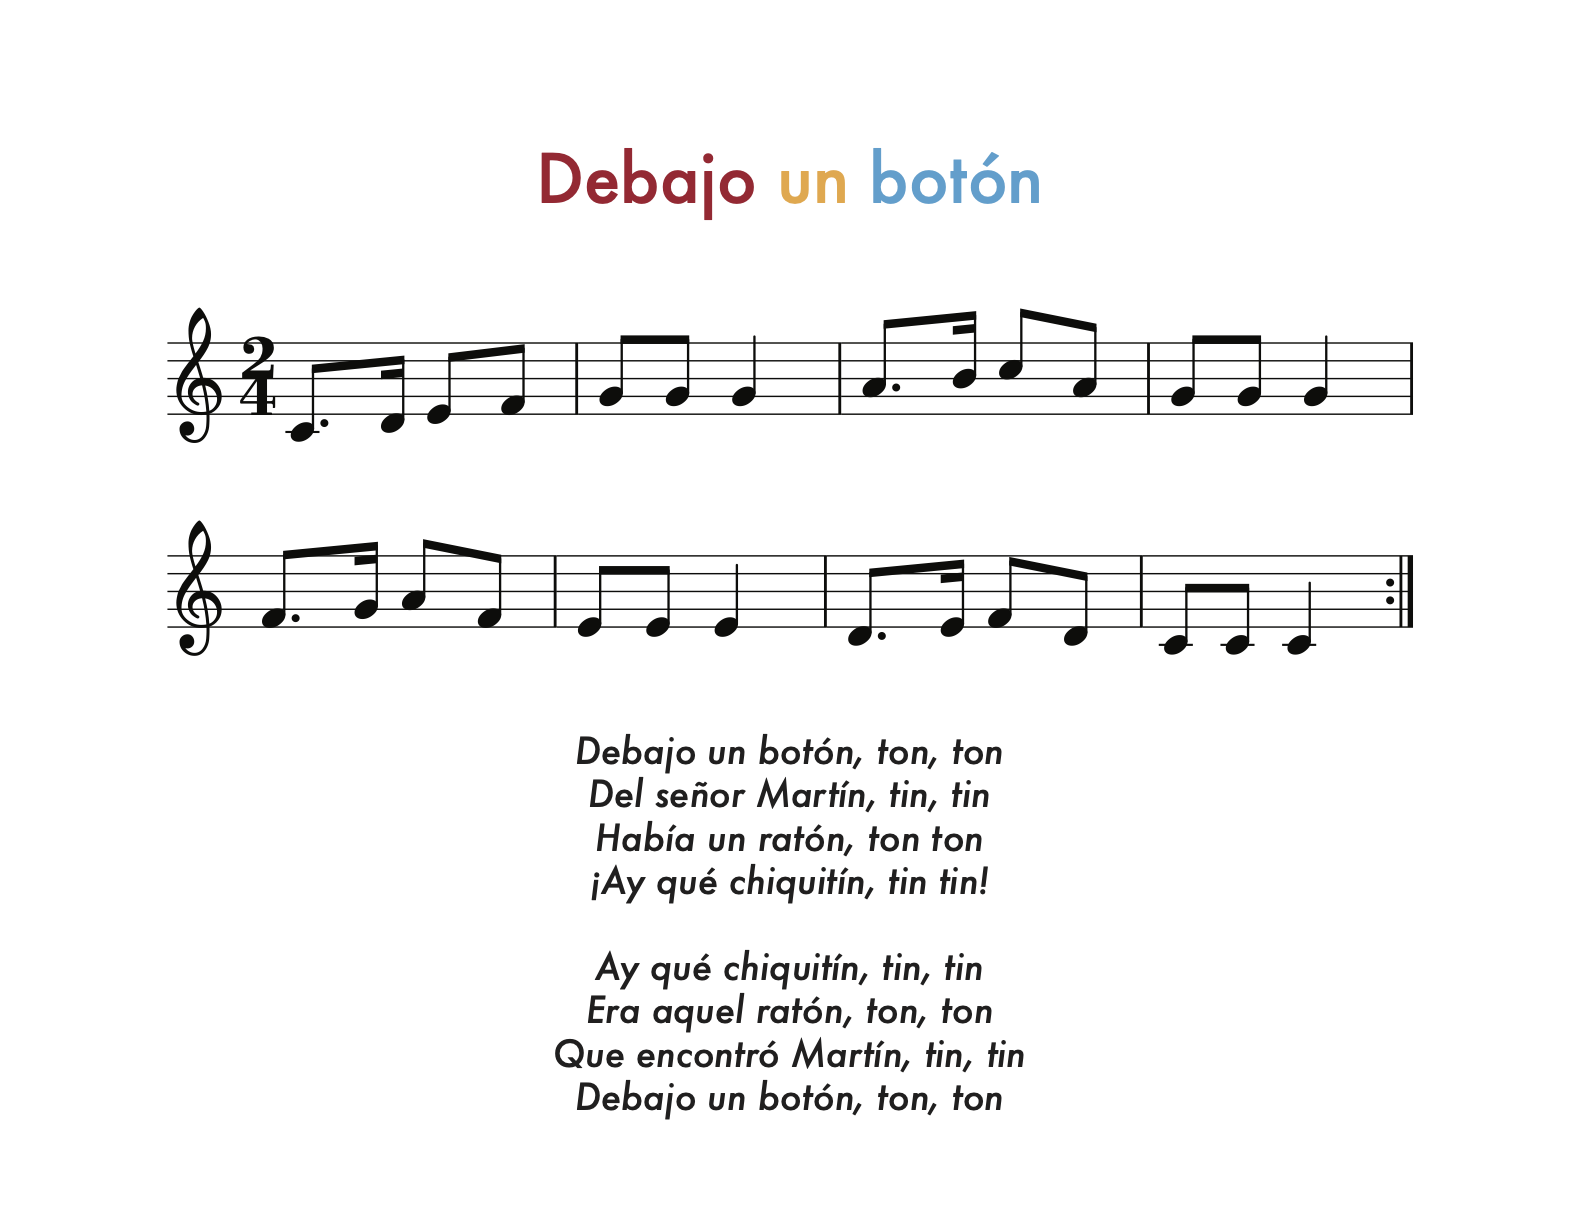 Debajo un botón
2
4
Debajo un botón, ton, ton
Del señor Martín, tin, tin
Había un ratón, ton ton
¡Ay qué chiquitín, tin tin!
Ay qué chiquitín, tin, tin
Era aquel ratón, ton, ton
Que encontró Martín, tin, tin
Debajo un botón, ton, ton